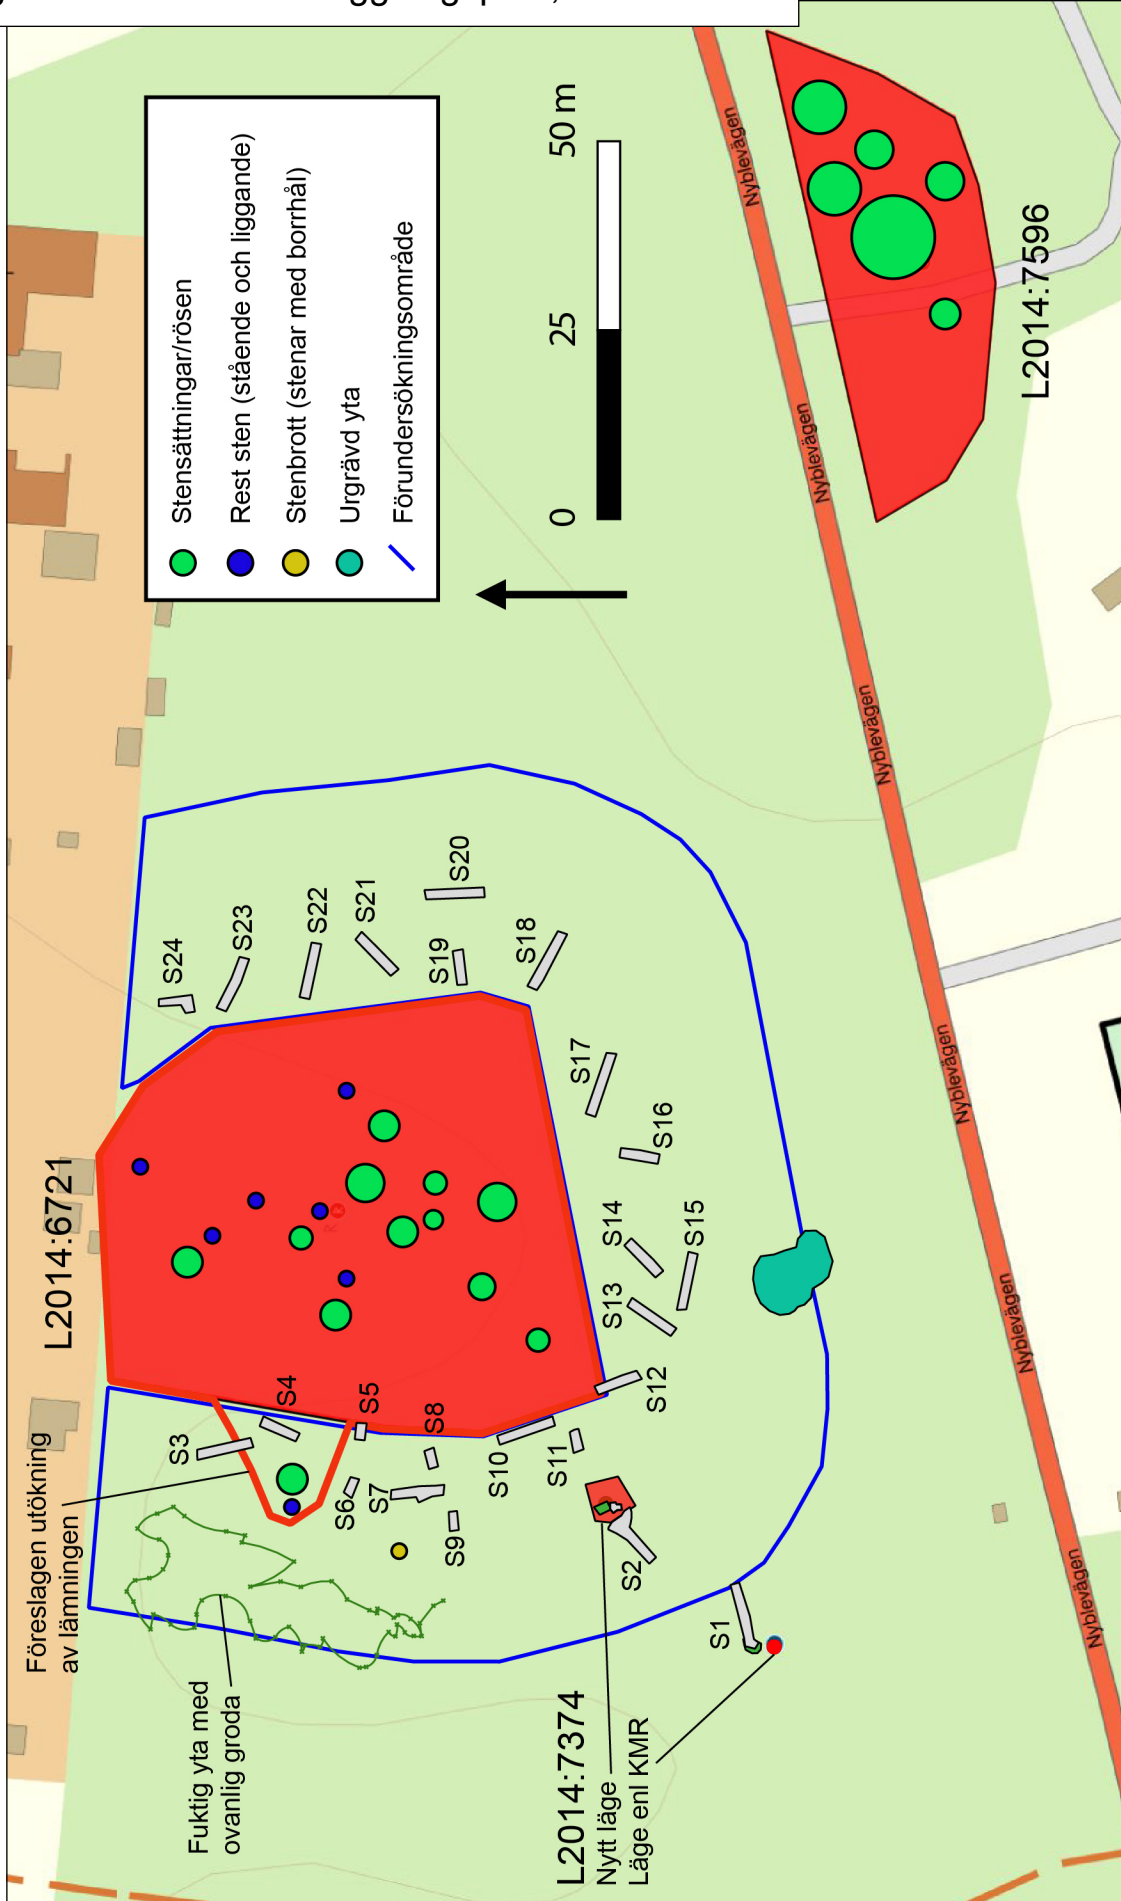 Föreslagen utökning
av lämningen
L2014:6721
Fuktig yta med
ovanlig groda
Stensättningar/rösen
Rest sten (stående och liggande)
Stenbrott (stenar med borrhål)
Urgrävd yta
Förundersökningsområde
0
25
50 m
S3
S4
S5
S6
S7
S8
S9
S10
S11
S12
S13
S14
S15
S16
S17
S18
S19
S20
S21
S22
S23
S24
S2
S1
R
L2014:7374
Nytt läge
Läge enl KMR
L2014:7596
Nyblevägen
Nyblevägen
Nyblevägen
Nyblevägen
Nyblevägen
Nyblevägen